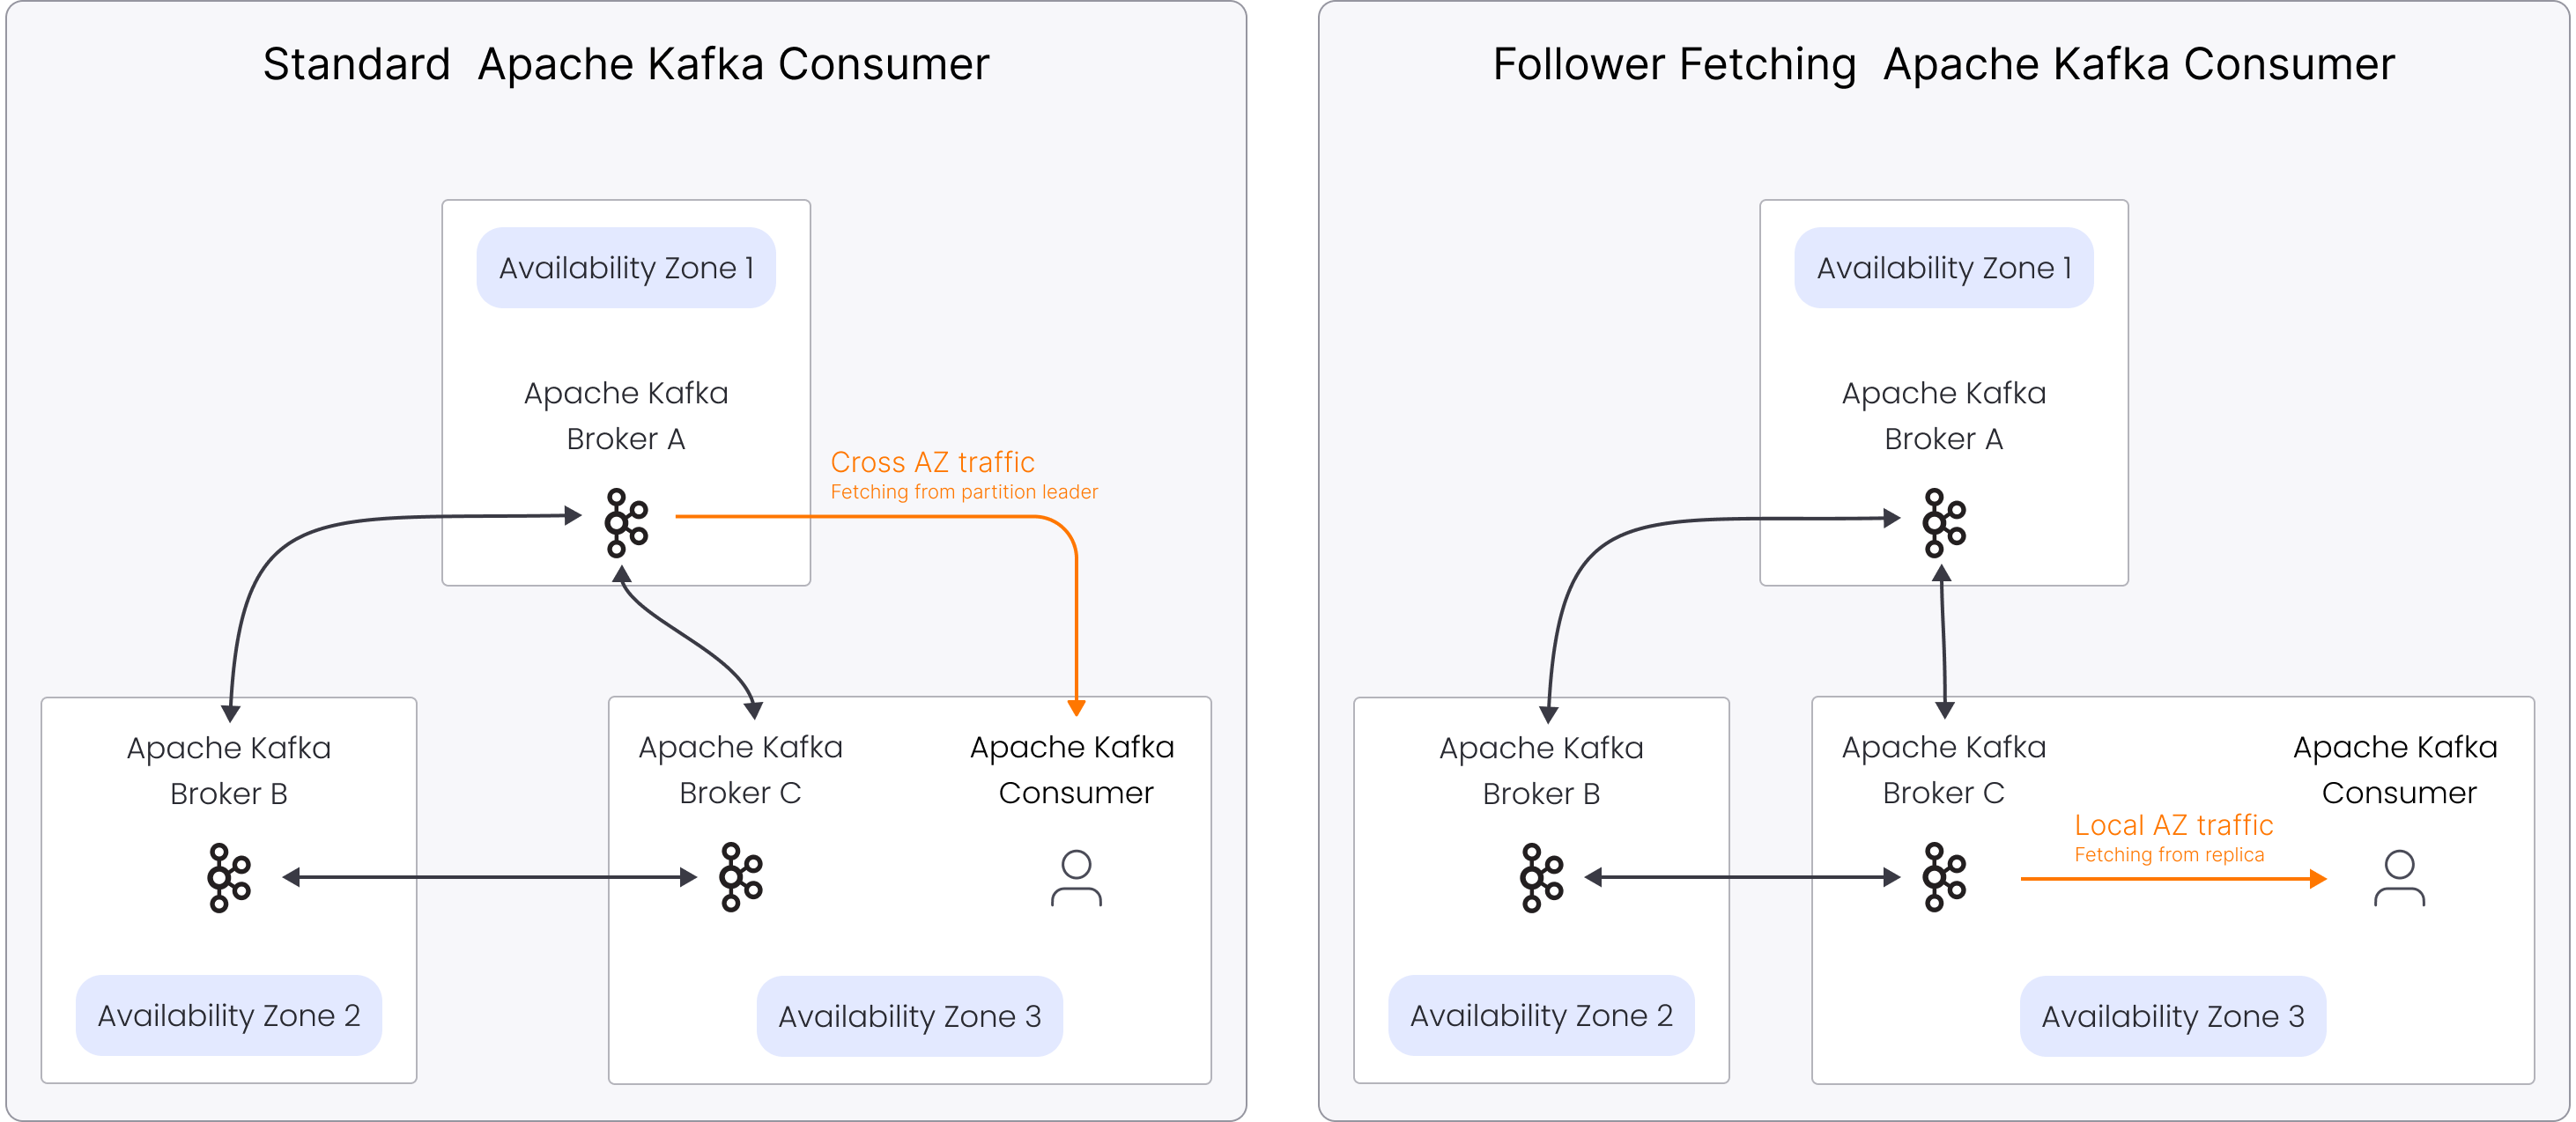 Standard Apache Kafka Consumer
Availability Zone 1
Apache Kafka
Broker A
Cross AZ traffic
Fetching from partition leader
Apache Kafka
Broker B
Apache Kafka
Broker C
Apache Kafka
Consumer
Availability Zone 2
Availability Zone 3
Follower Fetching Apache Kafka Consumer
Availability Zone 1
Apache Kafka
Broker A
Apache Kafka
Broker B
Apache Kafka
Broker C
Apache Kafka
Consumer
Local AZ traffic
Fetching from replica
Availability Zone 2
Availability Zone 3